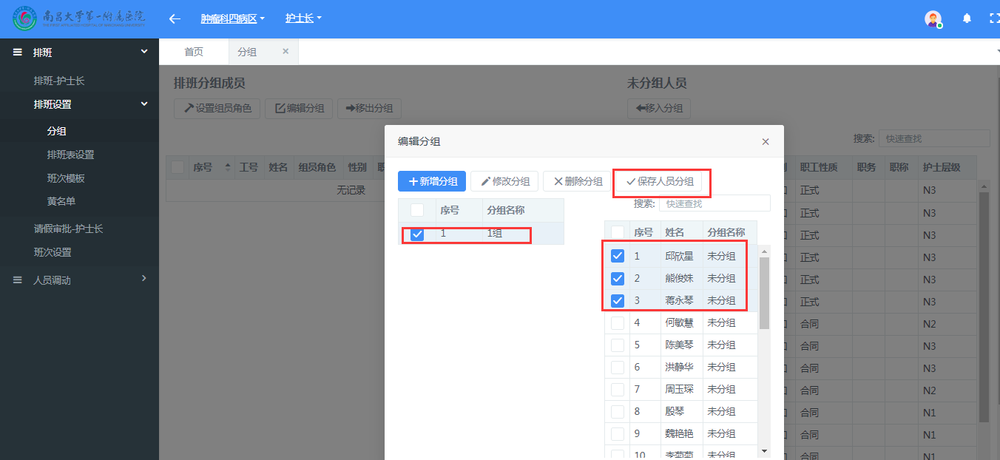 南昌大学第一附属医院
肿瘤科四病区
护士长
排班
排班-护士长
排班设置
分组
排班表设置
班次模板
黄名单
请假审批-护士长
班次设置
人员调动
首页
分组
排班分组成员
未分组人员
设置组员角色
编辑分组
移出分组
移入分组
搜索: 快速查找
序号 工号 姓名 组员角色 性别
无记录
职工性质 职务 职称 护士层级
正式 N3
正式 N3
正式 N3
正式 N3
正式 N3
正式 N3
合同 N2
合同 N3
合同 N3
合同 N2
合同 N1
合同 N1
合同 N1
编辑分组
新增分组
修改分组
删除分组
保存人员分组
搜索: 快速查找
序号 分组名称
1 1组
序号 姓名 分组名称
1 邱欣星 未分组
2 熊俊姝 未分组
3 蒋永琴 未分组
4 何敏慧 未分组
5 陈美琴 未分组
6 洪静华 未分组
7 周玉琛 未分组
8 殷琴 未分组
9 魏艳艳 未分组
10 李菊菊 未分组